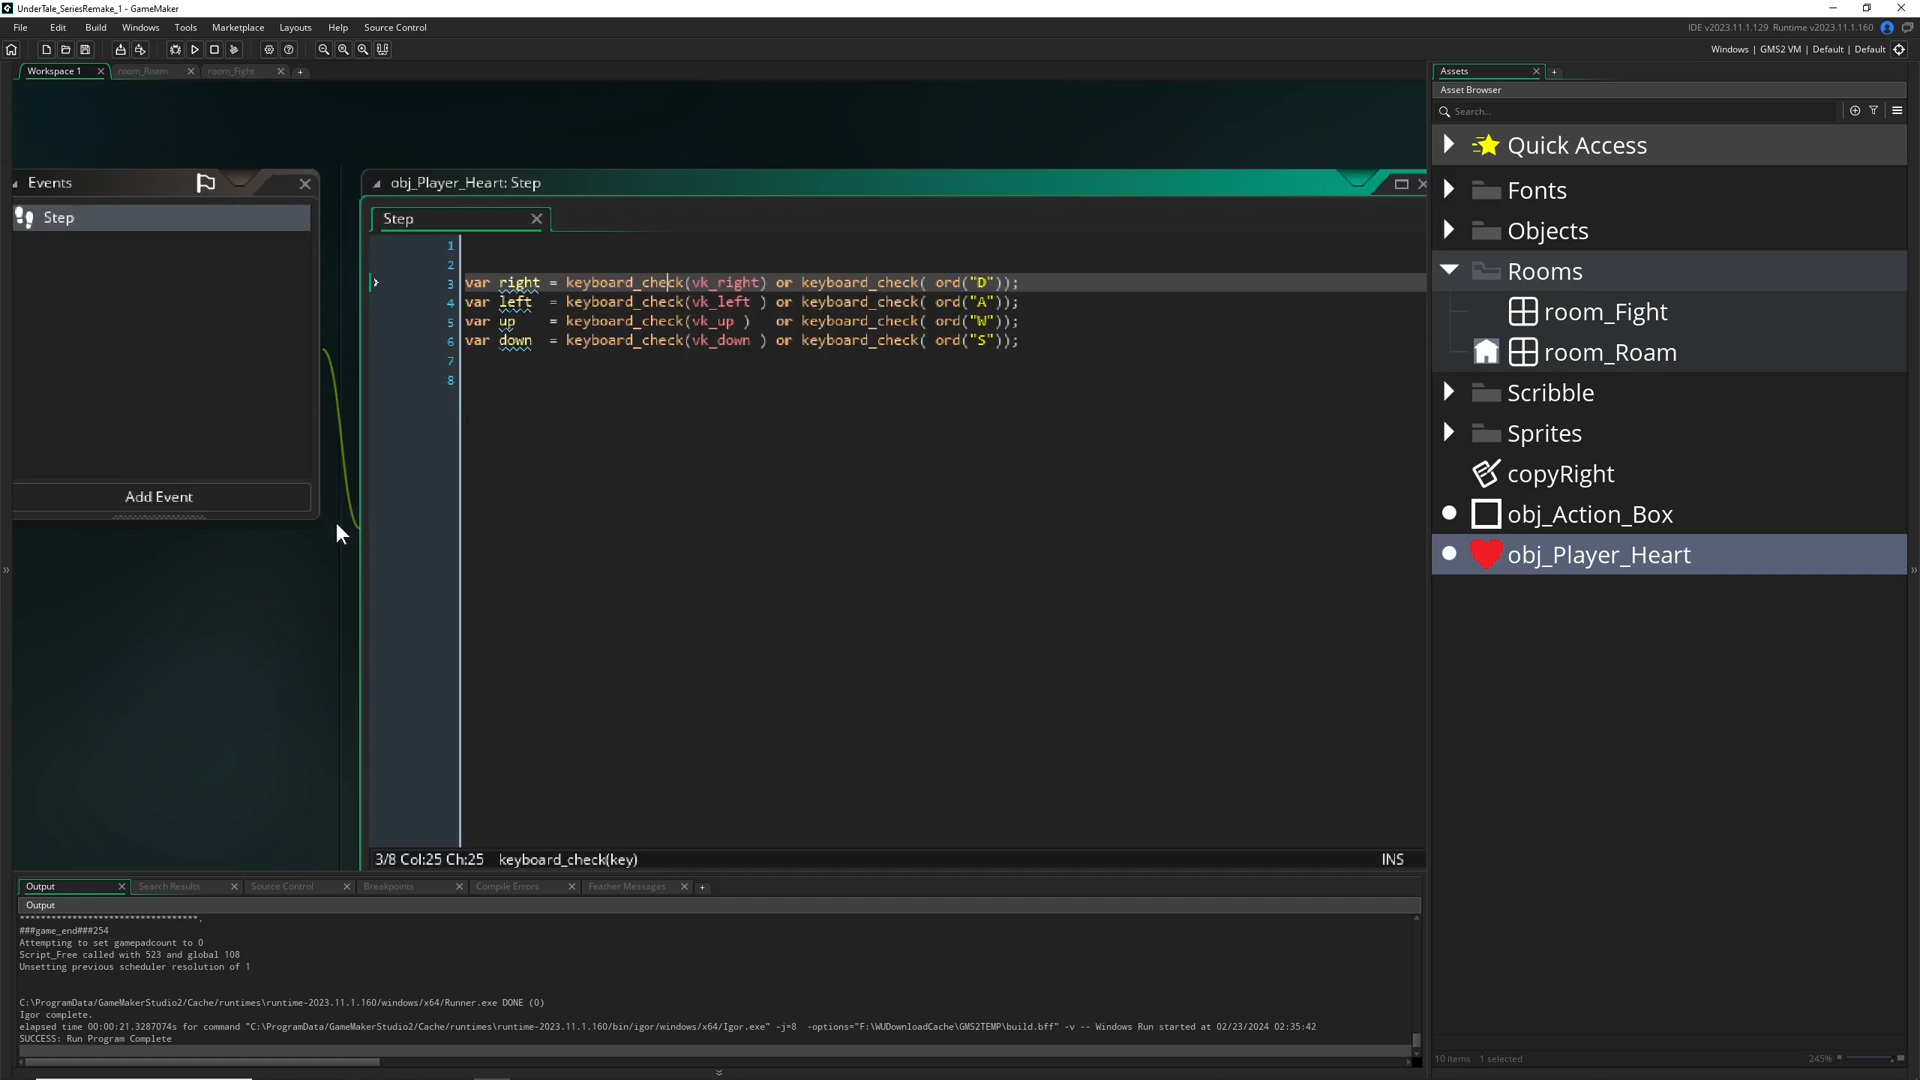 UnderTale_SeriesRemake_1 - GameMaker
File Edit Build Windows Tools Marketplace Layouts Help Source Control
IDE v2023.11.1.129 Runtime v2023.11.1.160
Windows | GMS2 VM | Default | Default
Workspace 1 room_Roam room_Fight
Assets
Asset Browser
Search...
Quick Access
Fonts
Objects
Rooms
room_Fight
room_Roam
Scribble
Sprites
copyRight
obj_Action_Box
obj_Player_Heart
10 items 1 selected 245%
Events
Step
Add Event
obj_Player_Heart: Step
Step
1
2
3 var right = keyboard_check(vk_right) or keyboard_check( ord("D"));
4 var left = keyboard_check(vk_left ) or keyboard_check( ord("A"));
5 var up = keyboard_check(vk_up ) or keyboard_check( ord("W"));
6 var down = keyboard_check(vk_down ) or keyboard_check( ord("S"));
7
8
3/8 Col:25 Ch:25 keyboard_check(key) INS
Output Search Results Source Control Breakpoints Compile Errors Feather Messages
Output
***********************************.
###game_end###254
Attempting to set gamepadcount to 0
Script_Free called with 523 and global 108
Unsetting previous scheduler resolution of 1
C:\ProgramData/GameMakerStudio2/Cache/runtimes\runtime-2023.11.1.160/windows/x64/Runner.exe DONE (0)
Igor complete.
elapsed time 00:00:21.3287074s for command "C:\ProgramData/GameMakerStudio2/Cache/runtimes\runtime-2023.11.1.160/bin/igor/windows/x64/Igor.exe" -j=8 -options="F:\WUDownloadCache\GMS2TEMP\build.bff" -v -- Windows Run started at 02/23/2024 02:35:42
SUCCESS: Run Program Complete